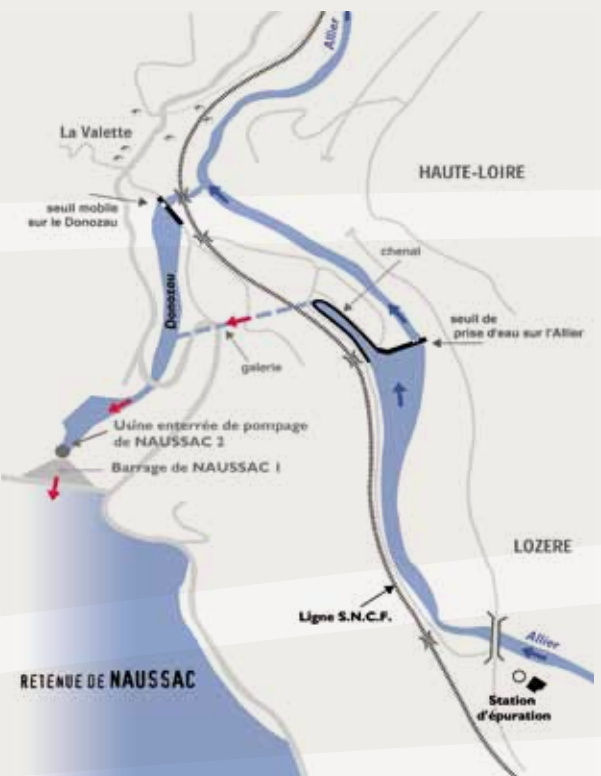 Allier
La Valette
HAUTE-LOIRE
seuil mobile
sur le Donozau
chenal
Donozau
seuil de
prise d'eau sur l'Allier
galerie
Usine enterrée de pompage
de NAUSSAC 2
Barrage de NAUSSAC 1
LOZERE
Ligne S.N.C.F.
Allier
RETENUE DE NAUSSAC
Station
d'épuration